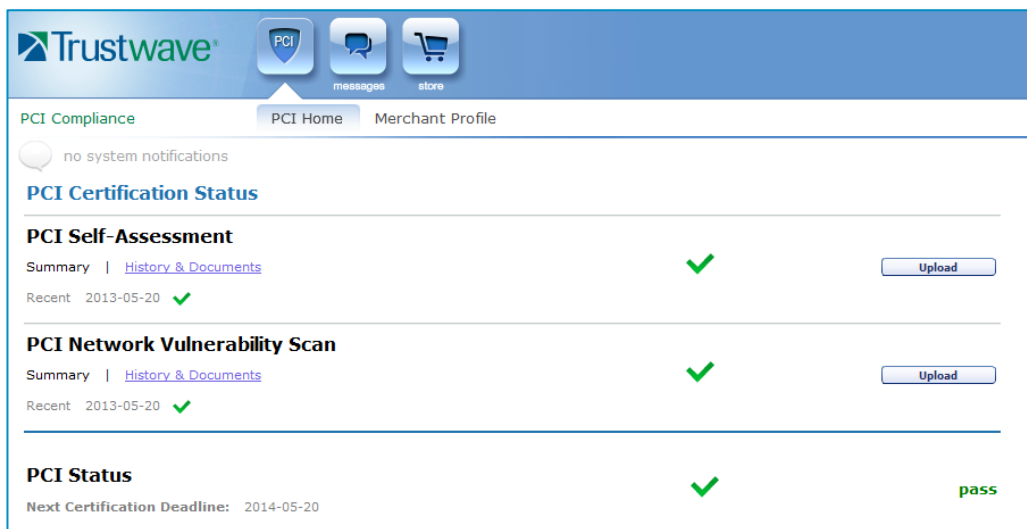 Trustwave®
PCI
messages
store
PCI Compliance
PCI Home
Merchant Profile
no system notifications
PCI Certification Status
PCI Self-Assessment
Summary | History & Documents
Upload
Recent 2013-05-20
PCI Network Vulnerability Scan
Summary | History & Documents
Upload
Recent 2013-05-20
PCI Status
pass
Next Certification Deadline: 2014-05-20